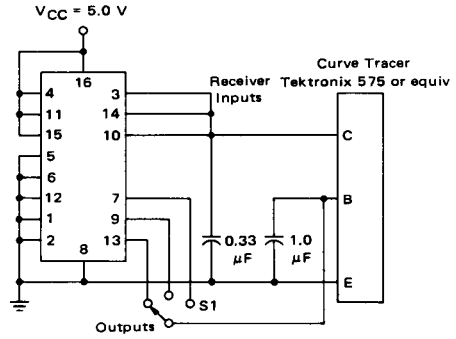 VCC = 5.0 V
Curve Tracer
Tektronix 575 or equiv
Receiver
Inputs
16
4
11
15
5
6
12
1
2
3
14
10
7
9
13
8
C
B
E
0.33
μF
1.0
μF
S1
Outputs